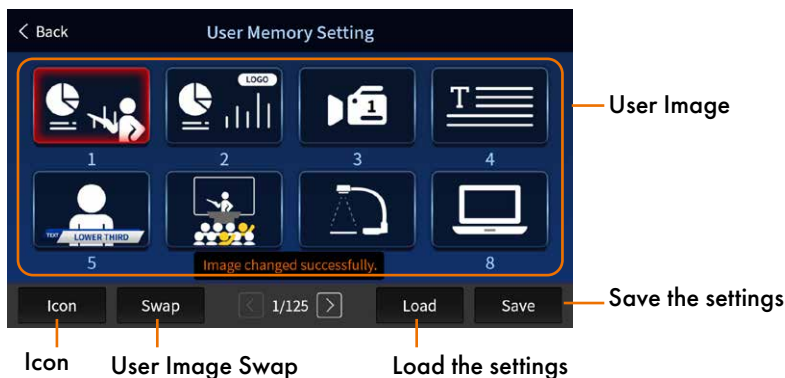 Back
User Memory Setting
LOGO
1
T
User Image
1
2
3
4
TEXT
LOWER THIRD
5
Image changed successfully.
8
Icon
Swap
1/125
Load
Save
Save the settings
Icon
User Image Swap
Load the settings